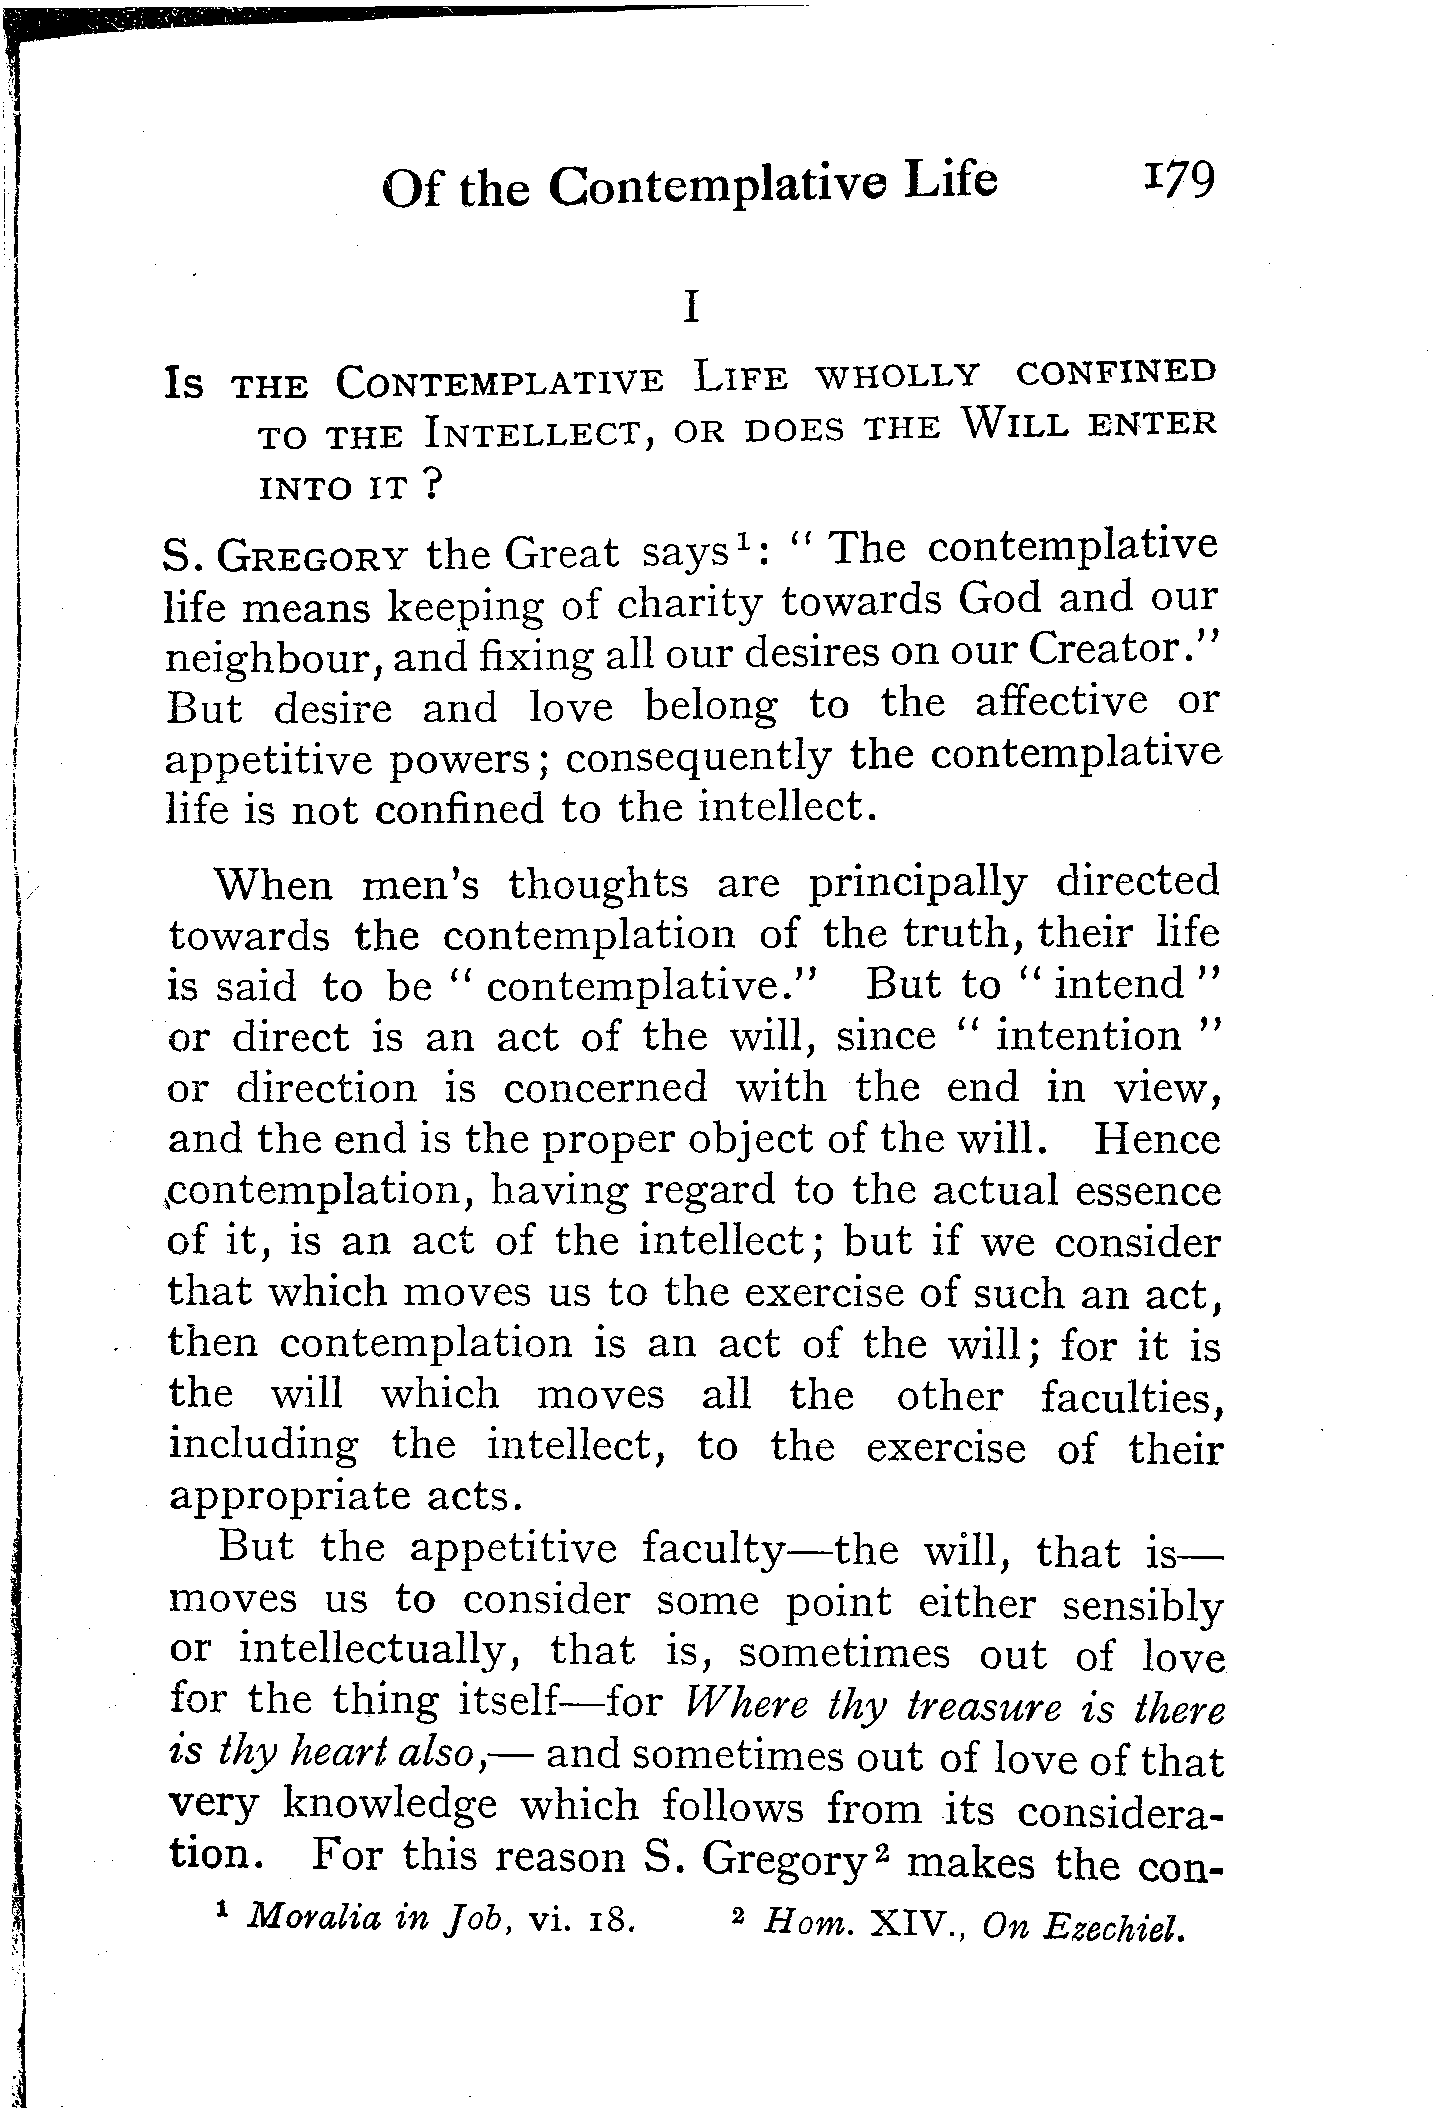 Of the Contemplative Life 179
I
Is the Contemplative Life wholly confined
to the Intellect, or does the Will enter
into it ?
S. Gregory the Great says¹: “ The contemplative
life means keeping of charity towards God and our
neighbour, and fixing all our desires on our Creator.”
But desire and love belong to the affective or
appetitive powers; consequently the contemplative
life is not confined to the intellect.
When men's thoughts are principally directed
towards the contemplation of the truth, their life
is said to be “ contemplative.” But to “ intend ”
or direct is an act of the will, since “ intention ”
or direction is concerned with the end in view,
and the end is the proper object of the will. Hence
contemplation, having regard to the actual essence
of it, is an act of the intellect; but if we consider
that which moves us to the exercise of such an act,
then contemplation is an act of the will; for it is
the will which moves all the other faculties,
including the intellect, to the exercise of their
appropriate acts.
But the appetitive faculty—the will, that is—
moves us to consider some point either sensibly
or intellectually, that is, sometimes out of love
for the thing itself—for Where thy treasure is there
is thy heart also,— and sometimes out of love of that
very knowledge which follows from its considera-
tion. For this reason S. Gregory² makes the con-
¹ Moralia in Job, vi. 18. ² Hom. XIV., On Ezechiel.